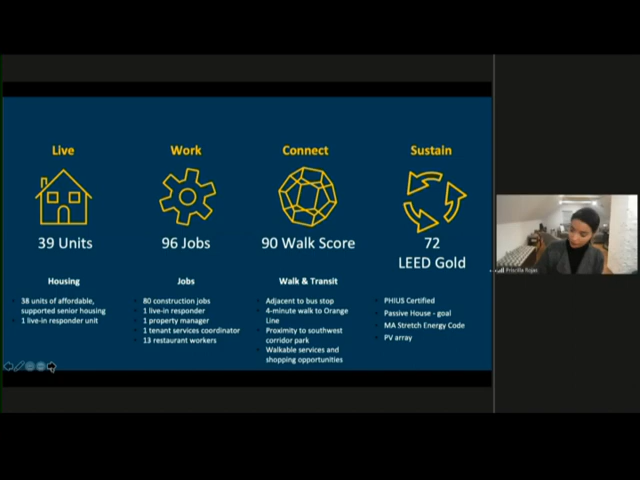 Live
Work
Connect
Sustain
39 Units
96 Jobs
90 Walk Score
72
LEED Gold
Housing
38 units of affordable,
supported senior housing
1 live-in responder unit
Jobs
80 construction jobs
1 live-in responder
1 property manager
1 tenant services coordinator
13 restaurant workers
Walk & Transit
Adjacent to bus stop
4-minute walk to Orange
Line
Proximity to southwest
corridor park
Walkable services and
shopping opportunities
PHIUS Certified
Passive House - goal
MA Stretch Energy Code
PV array
Priscilla Rojas